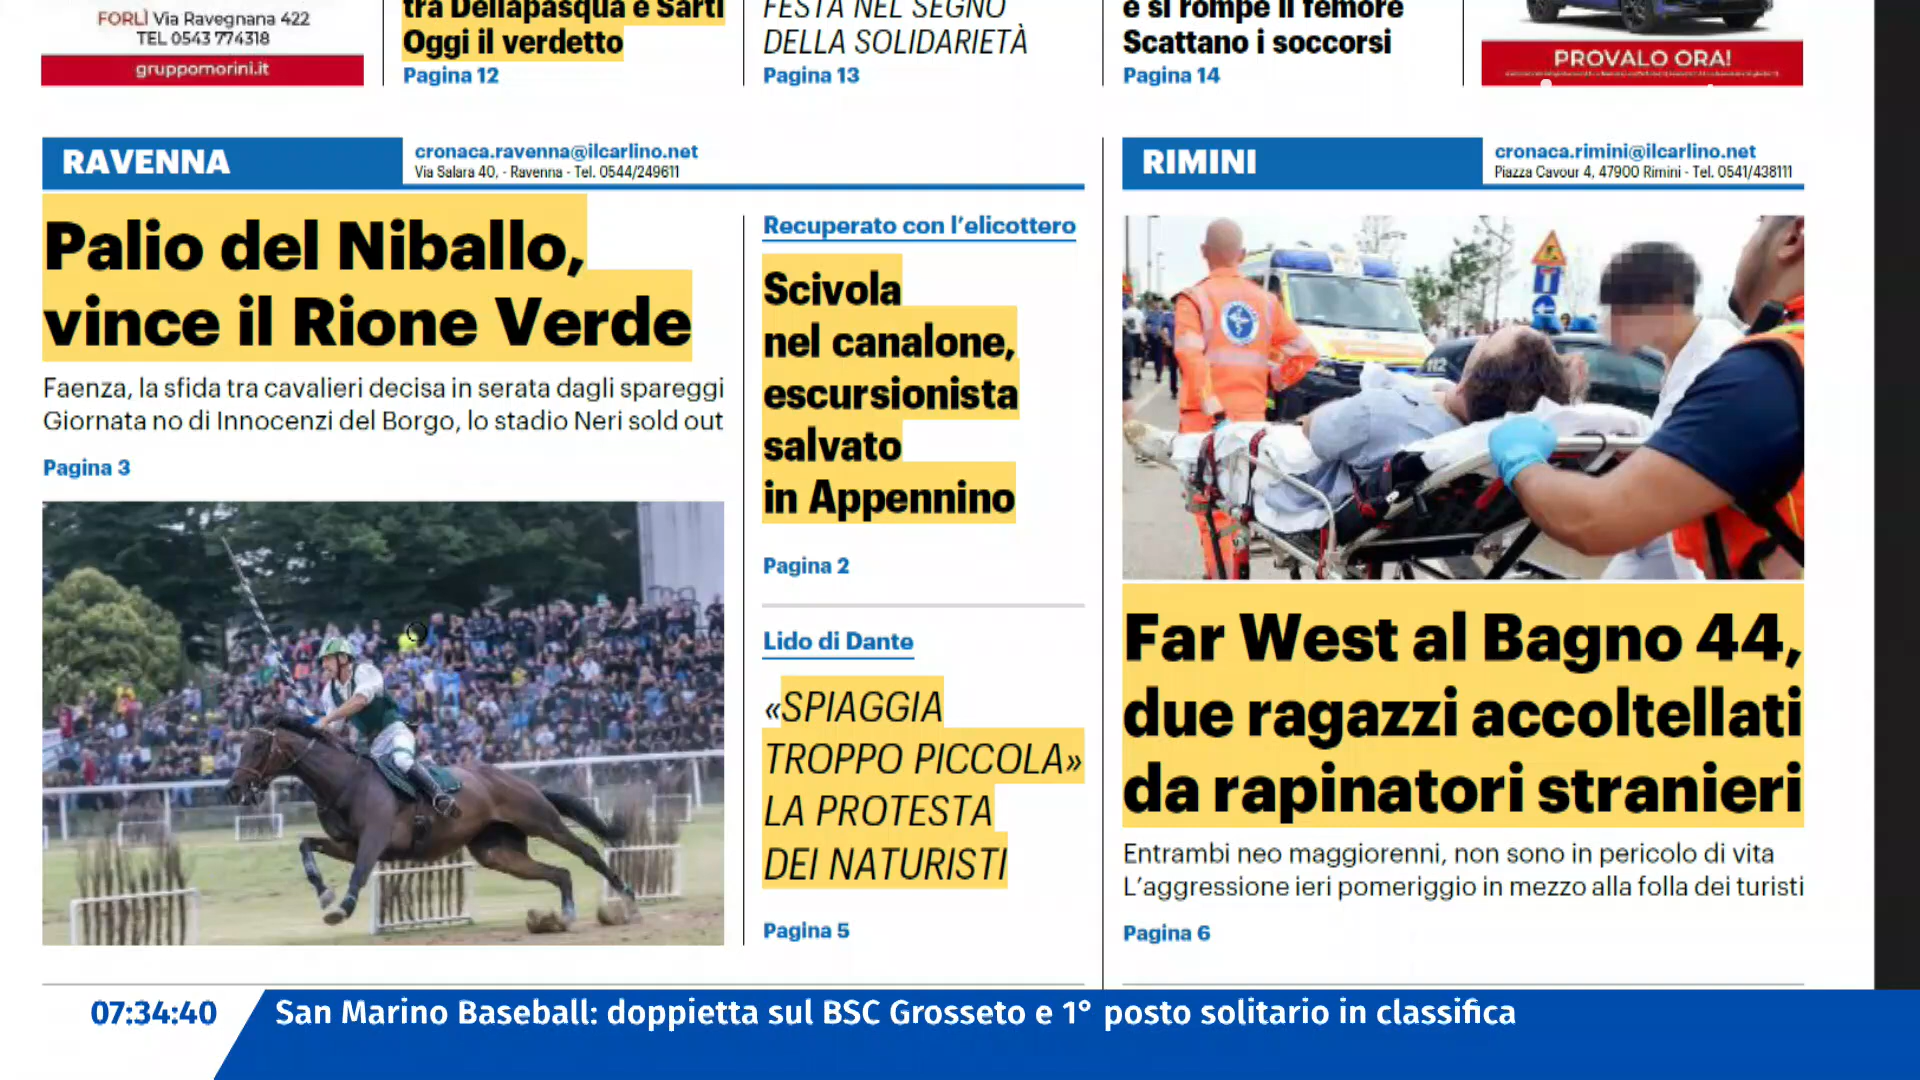 FORLÌ Via Ravegnana 422
TEL 0543 774318
gruppomorini.it
tra Dellapasqua e Sarti
Oggi il verdetto
Pagina 12
FESTA NEL SEGNO
DELLA SOLIDARIETÀ
Pagina 13
e si rompe il femore
Scattano i soccorsi
Pagina 14
PROVALO ORA!
RAVENNA
cronaca.ravenna@ilcarlino.net
Via Salara 40, - Ravenna - Tel. 0544/249611
Palio del Niballo,
vince il Rione Verde
Faenza, la sfida tra cavalieri decisa in serata dagli spareggi
Giornata no di Innocenzi del Borgo, lo stadio Neri sold out
Pagina 3
Recuperato con l'elicottero
Scivola
nel canalone,
escursionista
salvato
in Appennino
Pagina 2
Lido di Dante
«SPIAGGIA
TROPPO PICCOLA»
LA PROTESTA
DEI NATURISTI
Pagina 5
RIMINI
cronaca.rimini@ilcarlino.net
Piazza Cavour 4, 47900 Rimini - Tel. 0541/438111
112
Far West al Bagno 44,
due ragazzi accoltellati
da rapinatori stranieri
Entrambi neo maggiorenni, non sono in pericolo di vita
L'aggressione ieri pomeriggio in mezzo alla folla dei turisti
Pagina 6
07:34:40
San Marino Baseball: doppietta sul BSC Grosseto e 1° posto solitario in classifica